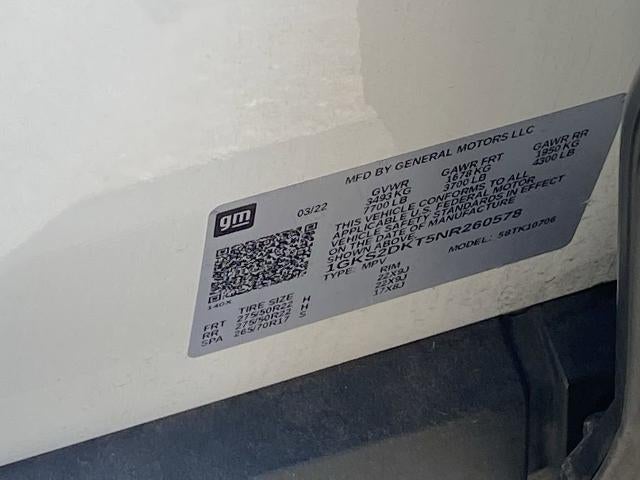 gm
03/22
MFD BY GENERAL MOTORS LLC
GVWR GAWR FRT GAWR RR
3493 KG 1678 KG 1950 KG
7700 LB 3700 LB 4300 LB
THIS VEHICLE CONFORMS TO ALL
APPLICABLE U.S. FEDERAL MOTOR
VEHICLE SAFETY STANDARDS IN EFFECT
ON THE DATE OF MANUFACTURE
SHOWN ABOVE.
1GKS2DKT5NR260578
TYPE: MPV MODEL: 58TK10706
140X
TIRE SIZE RIM
FRT 275/50R22 H 22X9J
RR 275/50R22 H 22X9J
SPA 265/70R17 S 17X8J